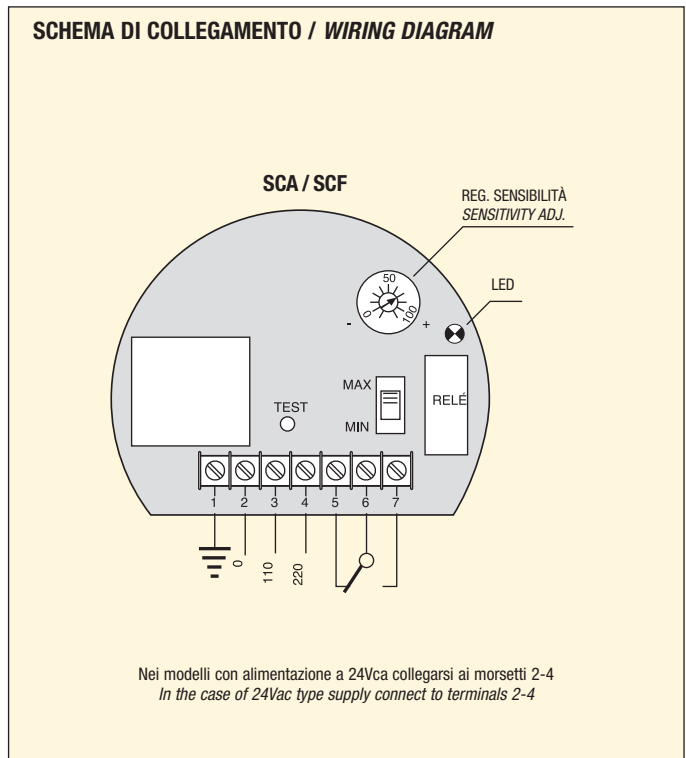 SCHEMA DI COLLEGAMENTO / WIRING DIAGRAM
SCA / SCF
REG. SENSIBILITÀ
SENSITIVITY ADJ.
LED
50
0
100
-
+
MAX
RELÉ
TEST
MIN
1 2 3 4 5 6 7
0
110
220
Nei modelli con alimentazione a 24Vca collegarsi ai morsetti 2-4
In the case of 24Vac type supply connect to terminals 2-4